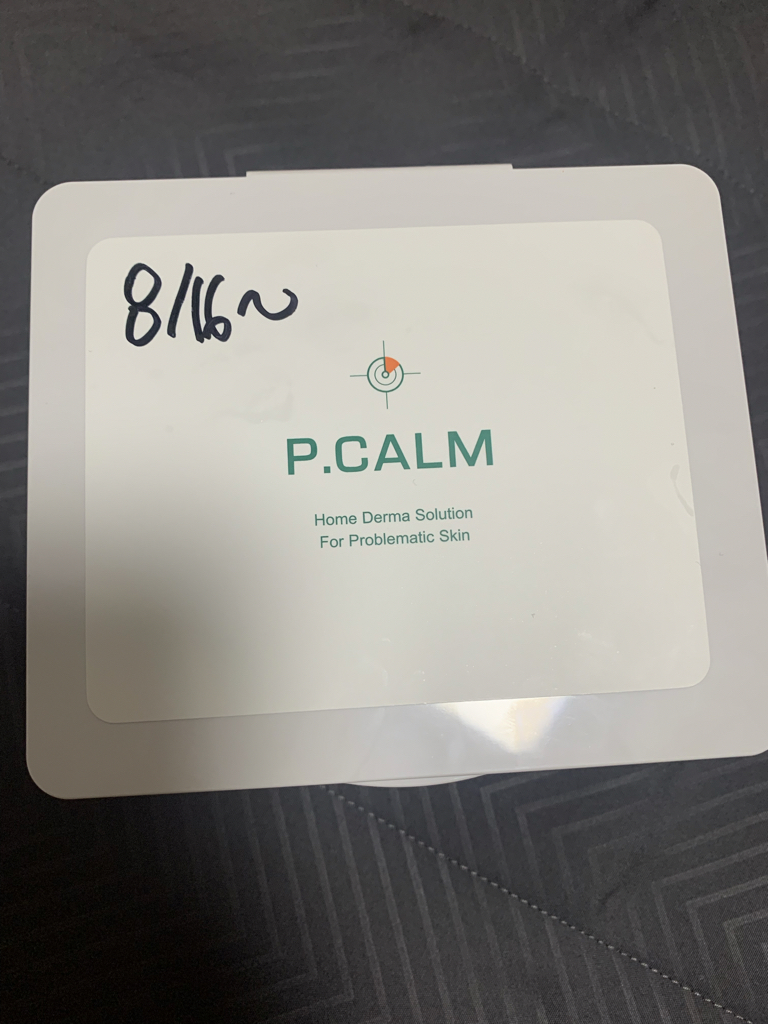 8/16~
P.CALM
Home Derma Solution
For Problematic Skin